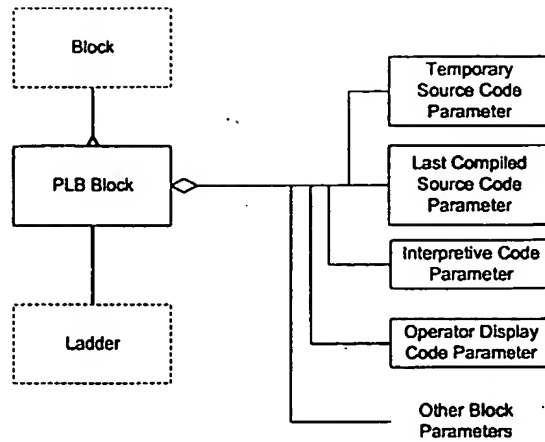 Block
PLB Block
Ladder
Temporary
Source Code
Parameter
Last Compiled
Source Code
Parameter
Interpretive Code
Parameter
Operator Display
Code Parameter
Other Block
Parameters